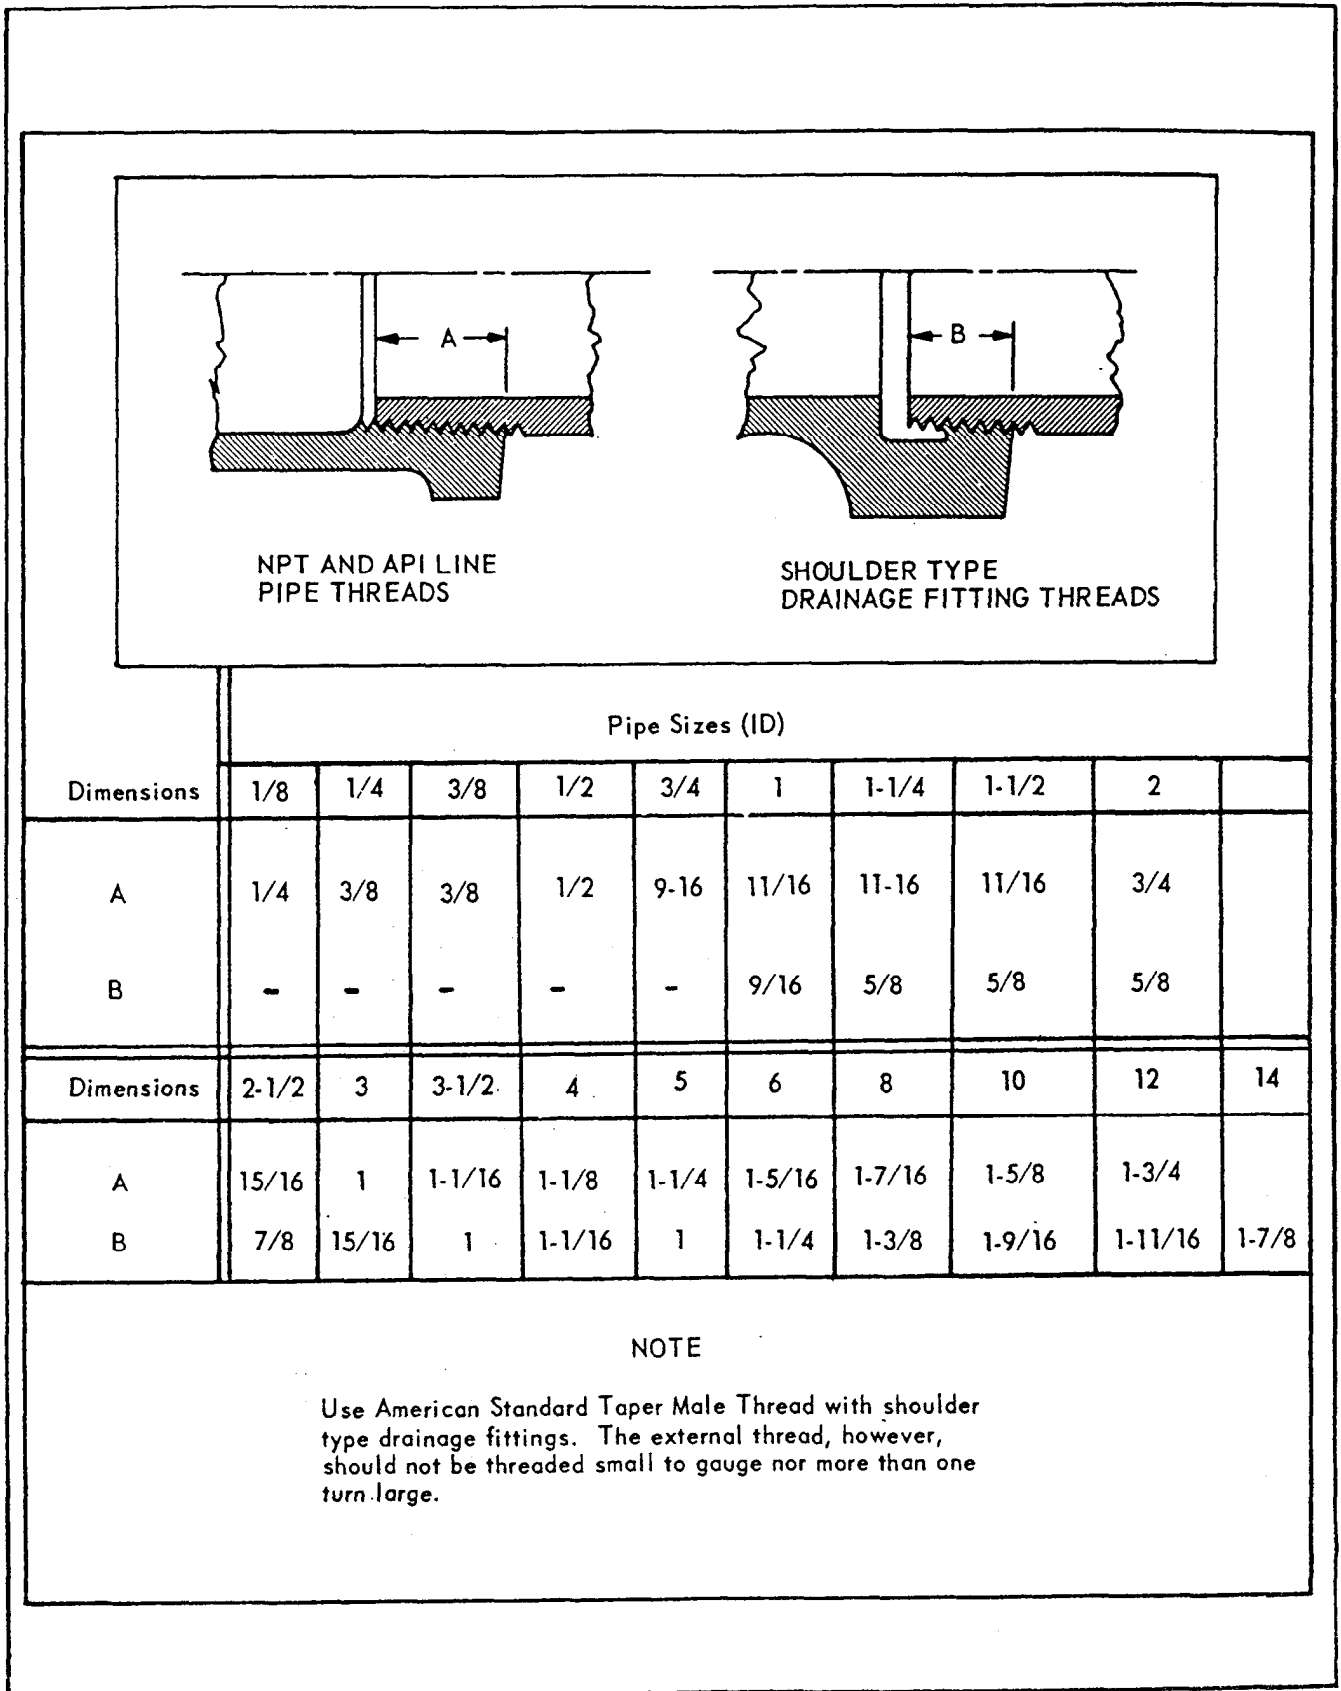 A
B
NPT AND API LINE
PIPE THREADS
SHOULDER TYPE
DRAINAGE FITTING THREADS
Pipe Sizes (ID)
Dimensions 1/8 1/4 3/8 1/2 3/4 1 1-1/4 1-1/2 2
A 1/4 3/8 3/8 1/2 9-16 11/16 11-16 11/16 3/4
B - - - - - 9/16 5/8 5/8 5/8
Dimensions 2-1/2 3 3-1/2 4 5 6 8 10 12 14
A 15/16 1 1-1/16 1-1/8 1-1/4 1-5/16 1-7/16 1-5/8 1-3/4
B 7/8 15/16 1 1-1/16 1 1-1/4 1-3/8 1-9/16 1-11/16 1-7/8
NOTE
Use American Standard Taper Male Thread with shoulder
type drainage fittings. The external thread, however,
should not be threaded small to gauge nor more than one
turn large.